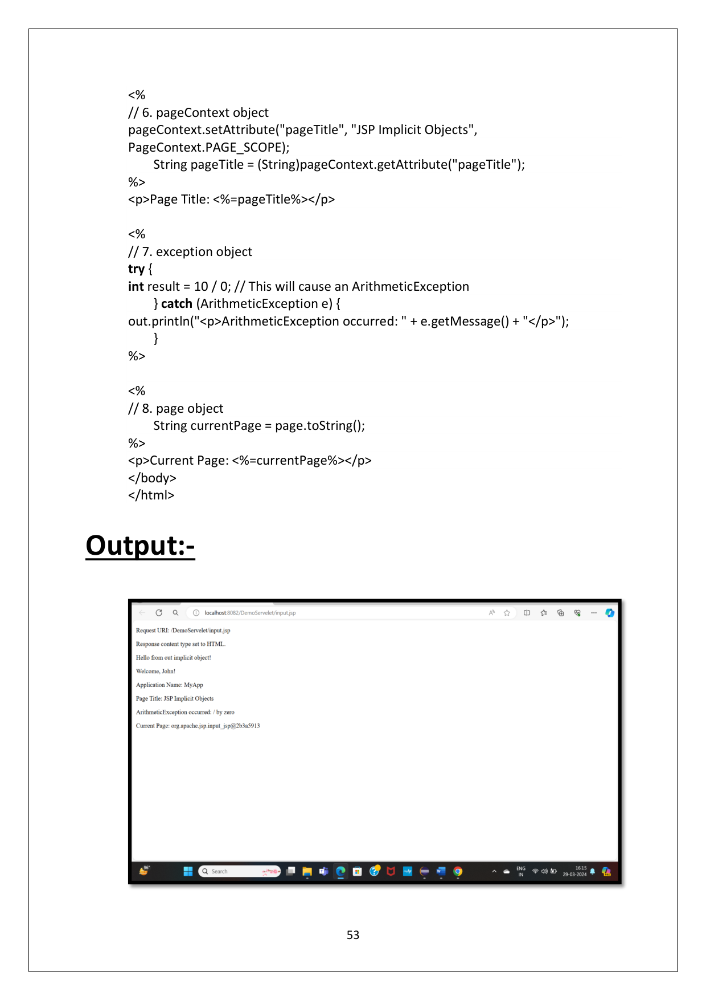 <%
// 6. pageContext object
pageContext.setAttribute("pageTitle", "JSP Implicit Objects",
PageContext.PAGE_SCOPE);
String pageTitle = (String)pageContext.getAttribute("pageTitle");
%>
<p>Page Title: <%=pageTitle%></p>
<%
// 7. exception object
try {
int result = 10 / 0; // This will cause an ArithmeticException
} catch (ArithmeticException e) {
out.println("<p>ArithmeticException occurred: " + e.getMessage() + "</p>");
}
%>
<%
// 8. page object
String currentPage = page.toString();
%>
<p>Current Page: <%=currentPage%></p>
</body>
</html>
Output:-
localhost:8082/DemoServelet/input.jsp
Request URI: /DemoServelet/input.jsp
Response content type set to HTML.
Hello from out implicit object!
Welcome, John!
Application Name: MyApp
Page Title: JSP Implicit Objects
ArithmeticException occurred: / by zero
Current Page: org.apache.jsp.input_jsp@2b3a5913
96°
Search
ENG
IN
16:15
29-03-2024
53